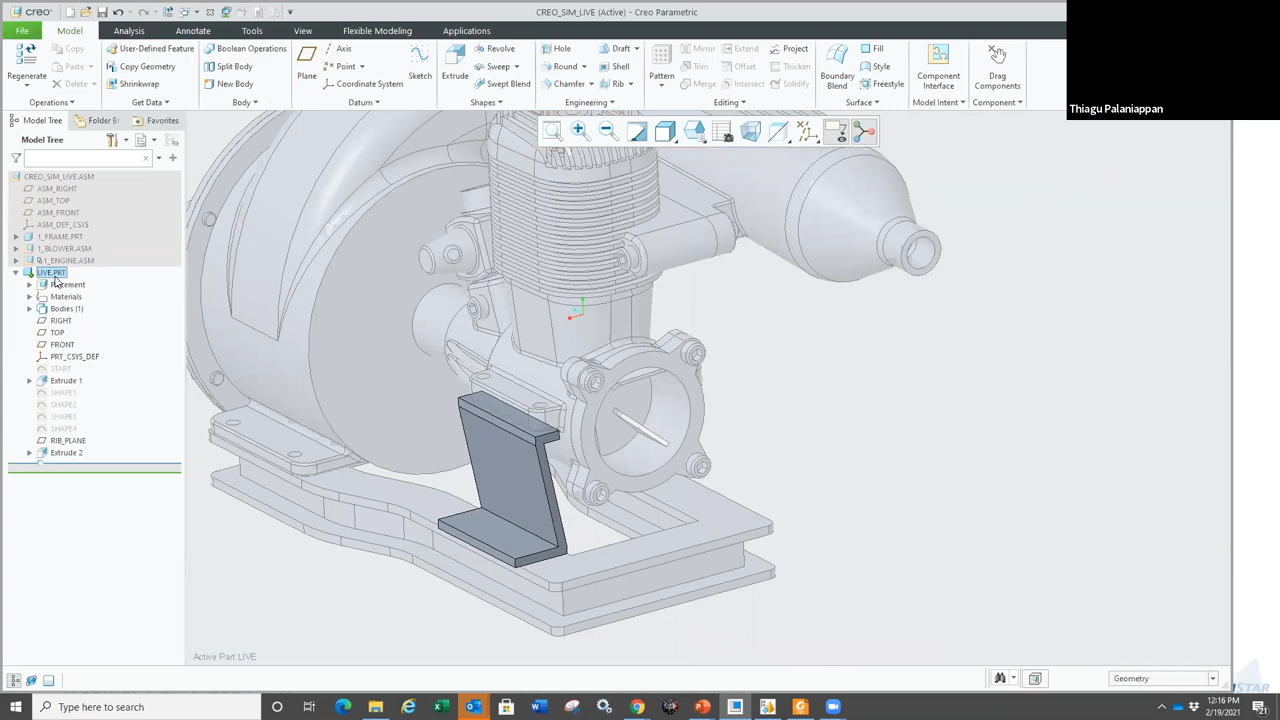 creo
CREO_SIM_LIVE (Active) - Creo Parametric
Thiagu Palaniappan
File Model Analysis Annotate Tools View Flexible Modeling Applications
Regenerate
Copy
Paste
Delete
Operations
User-Defined Feature
Copy Geometry
Shrinkwrap
Get Data
Boolean Operations
Split Body
New Body
Body
Plane
Axis
Point
Coordinate System
Sketch
Datum
Extrude
Revolve
Sweep
Swept Blend
Shapes
Hole
Round
Chamfer
Draft
Shell
Rib
Engineering
Pattern
Mirror
Trim
Merge
Extend
Offset
Intersect
Project
Thicken
Solidify
Editing
Boundary
Blend
Fill
Style
Freestyle
Surface
Component
Interface
Model Intent
Drag
Components
Component
Model Tree
Folder B
Favorites
Model Tree
CREO_SIM_LIVE.ASM
ASM_RIGHT
ASM_TOP
ASM_FRONT
ASM_DEF_CSYS
1_FRAME.PRT
1_BLOWER.ASM
1_ENGINE.ASM
LIVE.PRT
Placement
Materials
Bodies (1)
RIGHT
TOP
FRONT
PRT_CSYS_DEF
START
Extrude 1
SHAPE1
SHAPE2
SHAPE3
SHAPE4
RIB_PLANE
Extrude 2
Active Part:LIVE
Geometry
ISTAR
Type here to search
12:16 PM
2/19/2021